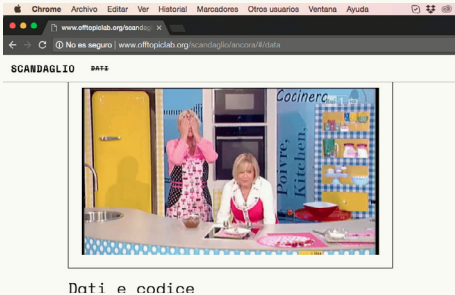 Chrome Archivo Editar Ver Historial Marcadores Otros usuarios Ventana Ayuda
www.offtopiclab.org/scandag
No es seguro | www.offtopiclab.org/scandaglio/ancora/#/data
SCANDAGLIO DATI
Cocinero
Poivre,
Kitchen,
Dati e codice